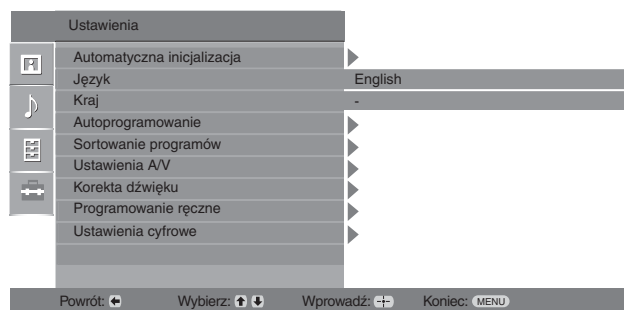 Ustawienia
Automatyczna inicjalizacja
Język English
Kraj -
Autoprogramowanie
Sortowanie programów
Ustawienia A/V
Korekta dźwięku
Programowanie ręczne
Ustawienia cyfrowe
Powrót: Wybierz: Wprowadź: Koniec: MENU